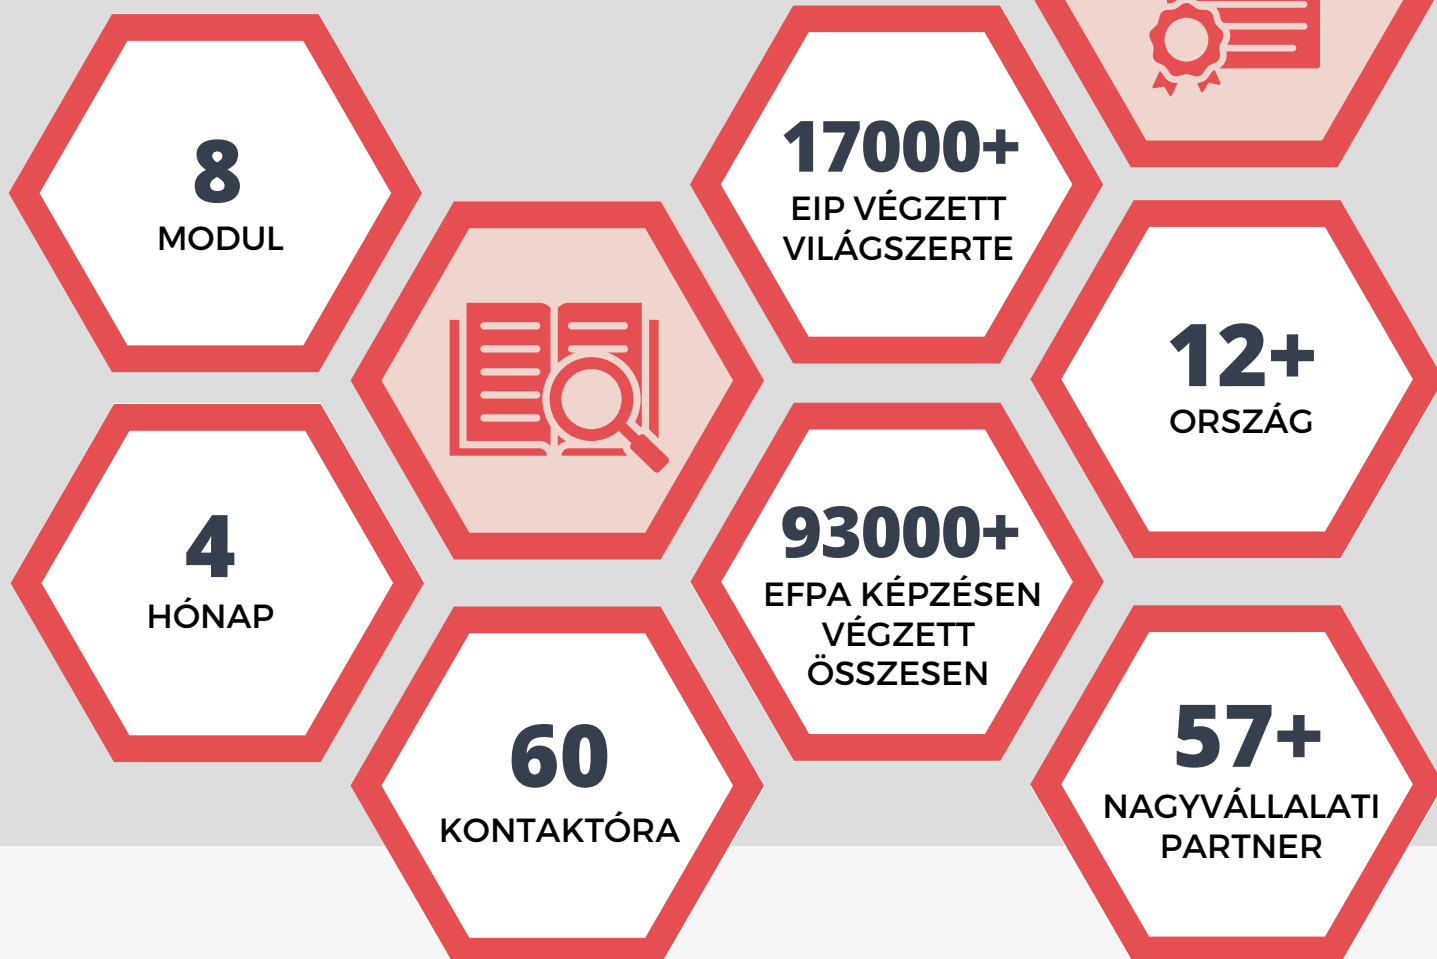 8
MODUL
4
HÓNAP
60
KONTAKTÓRA
17000+
EIP VÉGZETT
VILÁGSZERTE
93000+
EFPA KÉPZÉSEN
VÉGZETT
ÖSSZESEN
12+
ORSZÁG
57+
NAGYVÁLLALATI
PARTNER